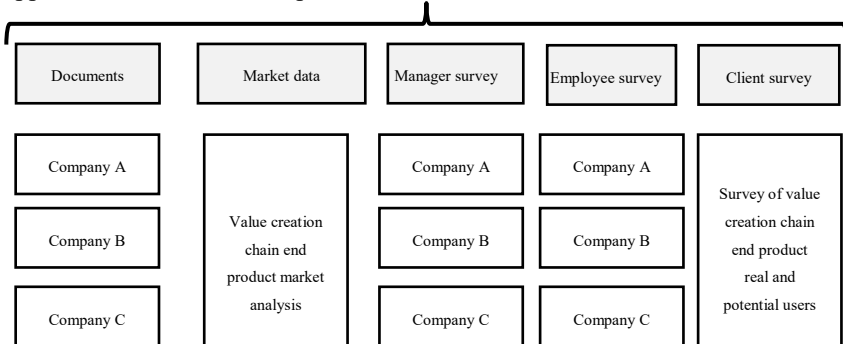 Documents
Market data
Manager survey
Employee survey
Client survey
Company A
Company B
Company C
Value creation
chain end
product market
analysis
Company A
Company B
Company C
Company A
Company B
Company C
Survey of value
creation chain
end product
real and
potential users